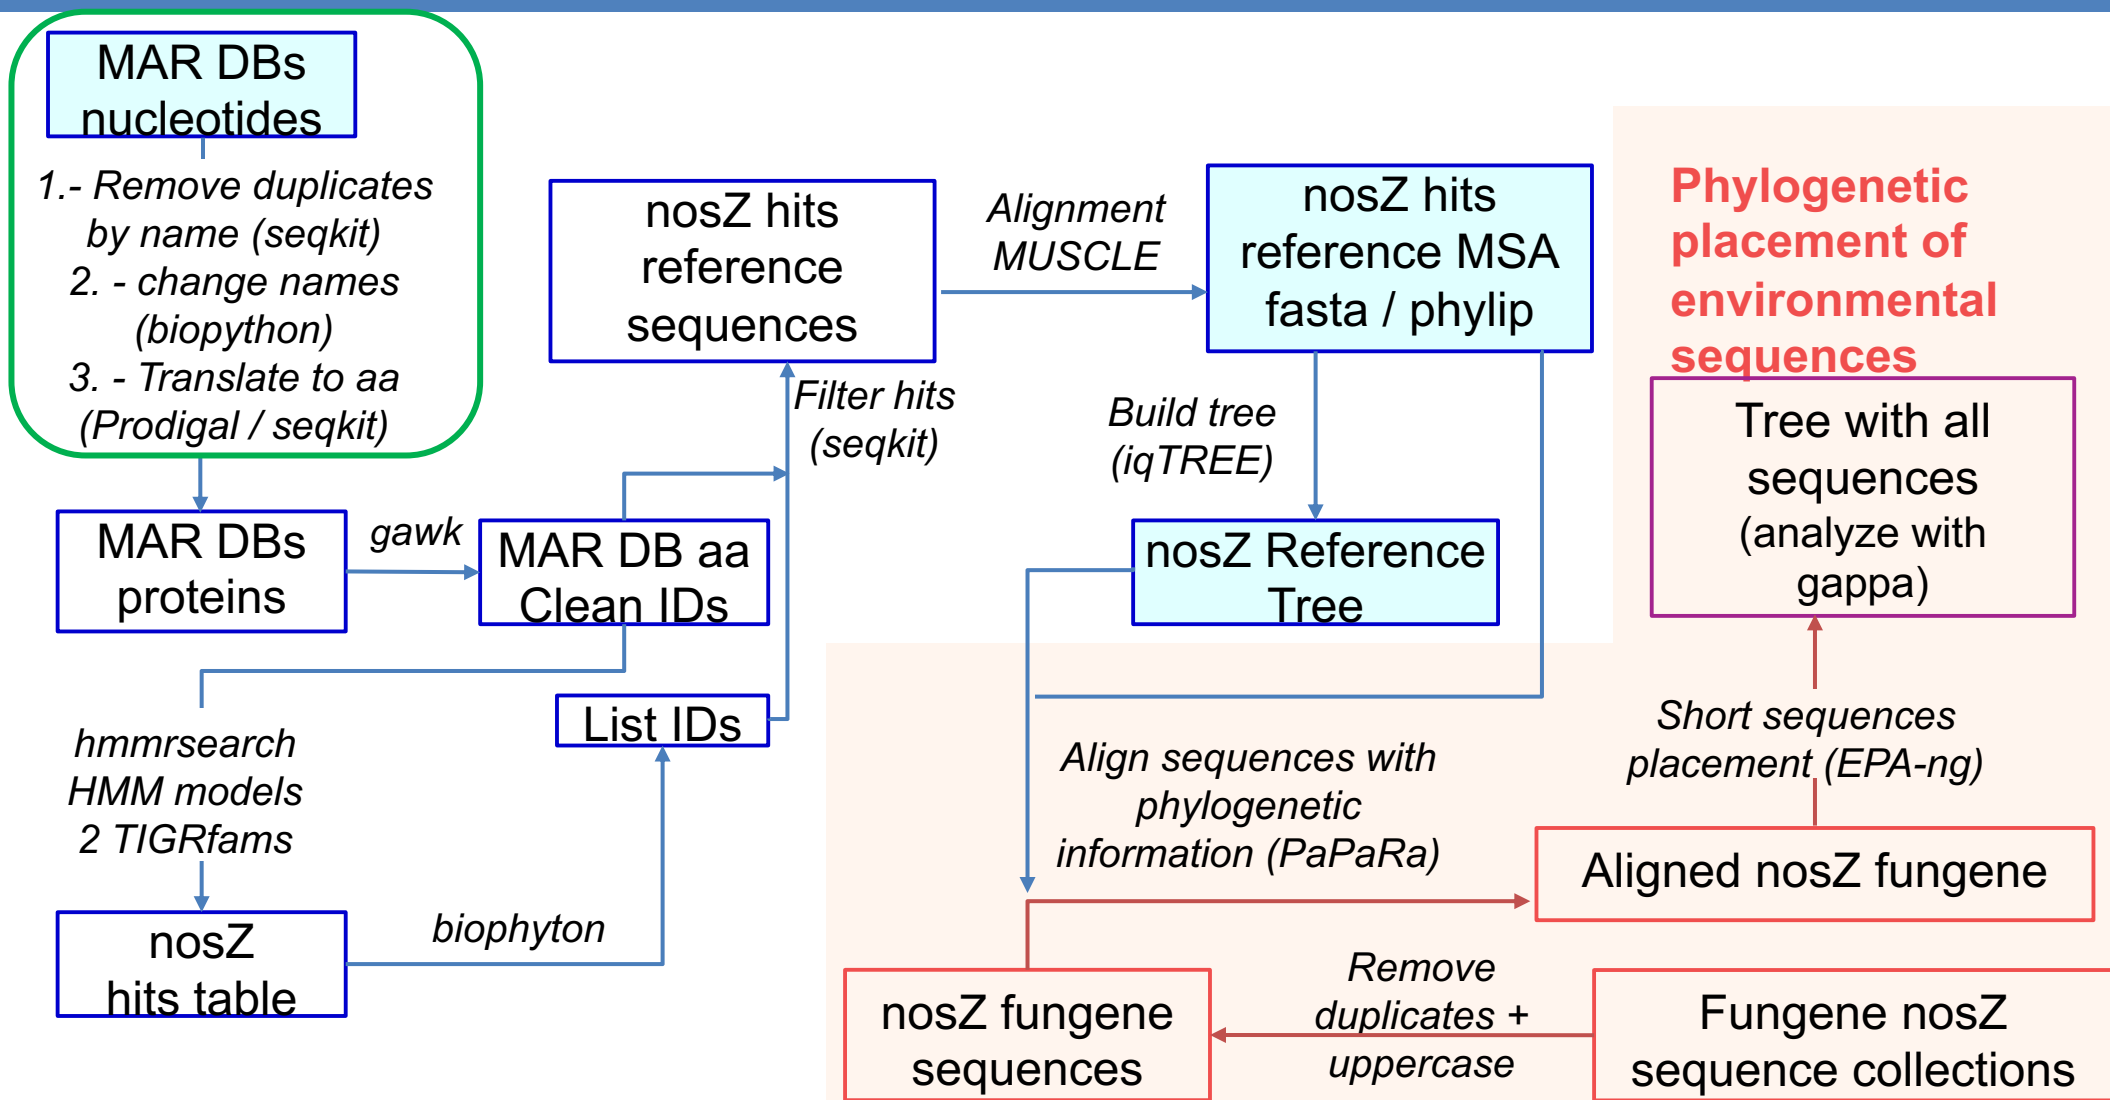 MAR DBs
nucleotides
1.- Remove duplicates
by name (seqkit)
2. - change names
(biopython)
3. - Translate to aa
(Prodigal / seqkit)
MAR DBs
proteins
gawk
MAR DB aa
Clean IDs
hmmrsearch
HMM models
2 TIGRfams
nosZ
hits table
biophyton
List IDs
Filter hits
(seqkit)
nosZ hits
reference
sequences
Alignment
MUSCLE
nosZ hits
reference MSA
fasta / phylip
Build tree
(iqTREE)
nosZ Reference
Tree
Align sequences with
phylogenetic
information (PaPaRa)
Phylogenetic
placement of
environmental
sequences
Tree with all
sequences
(analyze with
gappa)
Short sequences
placement (EPA-ng)
Aligned nosZ fungene
nosZ fungene
sequences
Remove
duplicates +
uppercase
Fungene nosZ
sequence collections